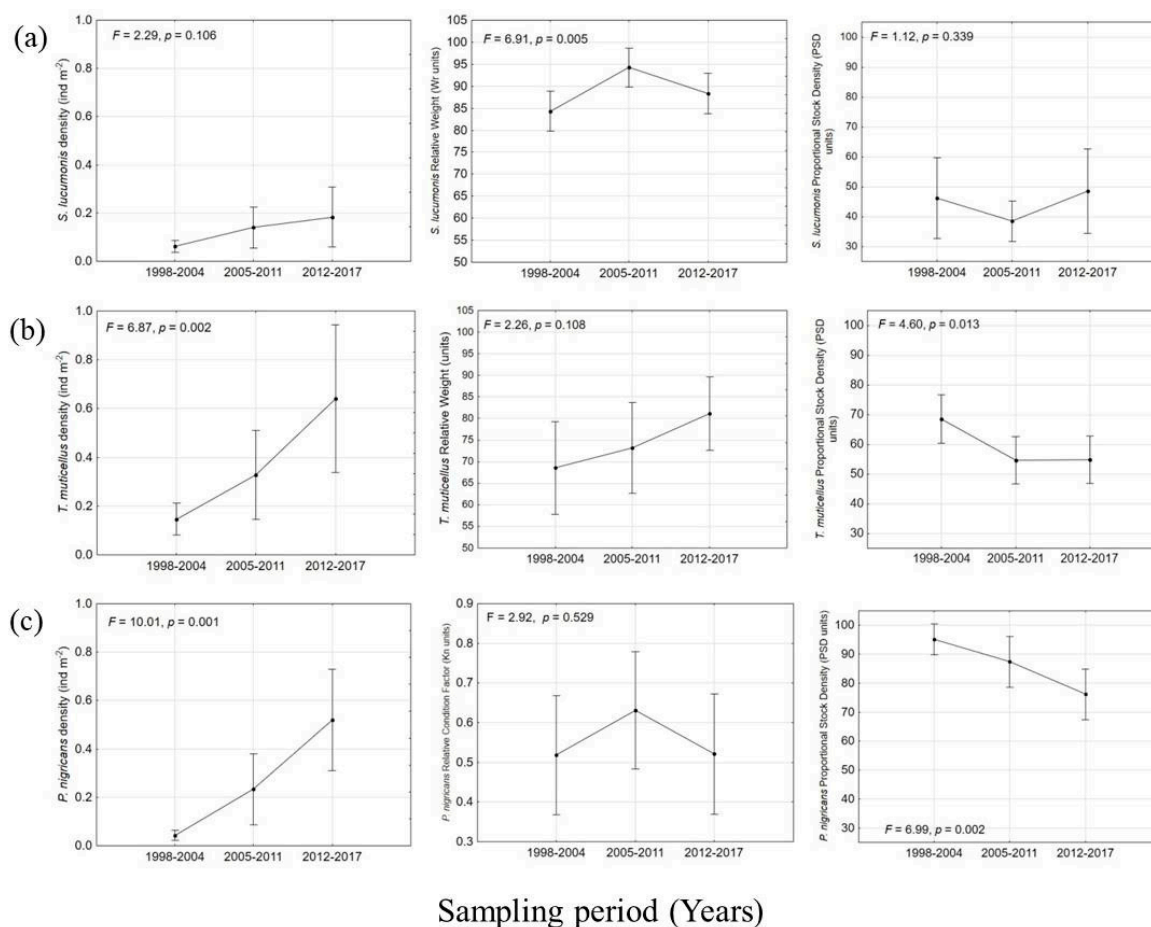 (a)
F = 2.29, p = 0.106
S. lucumonis density (ind m-2)
1.0
0.8
0.6
0.4
0.2
0.0
1998-2004 2005-2011 2012-2017
F = 6.91, p = 0.005
S. lucumonis Relative Weight (Wr units)
105
100
95
90
85
80
75
70
65
60
55
50
1998-2004 2005-2011 2012-2017
F = 1.12, p = 0.339
S. lucumonis Proportional Stock Density (PSD
units)
100
90
80
70
60
50
40
30
1998-2004 2005-2011 2012-2017
(b)
F = 6.87, p = 0.002
T. muticellus density (ind m-2)
1.0
0.8
0.6
0.4
0.2
0.0
1998-2004 2005-2011 2012-2017
F = 2.26, p = 0.108
T. muticellus Relative Weight (units)
105
100
95
90
85
80
75
70
65
60
55
50
1998-2004 2005-2011 2012-2017
F = 4.60, p = 0.013
T. muticellus Proportional Stock Density (PSD
units)
100
90
80
70
60
50
40
30
1998-2004 2005-2011 2012-2017
(c)
F = 10.01, p = 0.001
P. nigricans density (ind m-2)
1.0
0.8
0.6
0.4
0.2
0.0
1998-2004 2005-2011 2012-2017
F = 2.92, p = 0.529
P. nigricans Relative Condition Factor (Kn units)
0.9
0.8
0.7
0.6
0.5
0.4
0.3
1998-2004 2005-2011 2012-2017
P. nigricans Proportional Stock Density (PSD units)
100
90
80
70
60
50
40
30
F = 6.99, p = 0.002
1998-2004 2005-2011 2012-2017
Sampling period (Years)